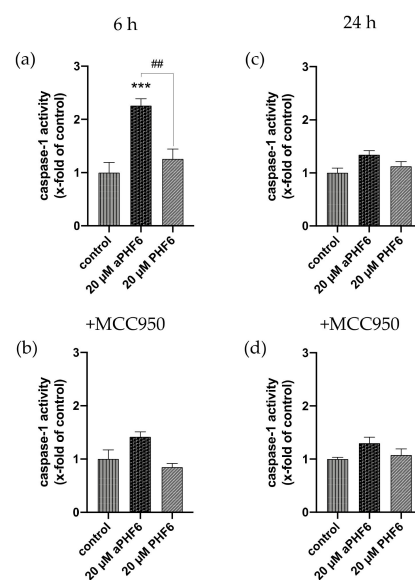 6 h
24 h
(a)
caspase-1 activity
(x-fold of control)
3
2
1
0
***
##
control
20 µM aPHF6
20 µM PHF6
(c)
caspase-1 activity
(x-fold of control)
3
2
1
0
control
20 µM aPHF6
20 µM PHF6
+MCC950
(b)
caspase-1 activity
(x-fold of control)
3
2
1
0
control
20 µM aPHF6
20 µM PHF6
+MCC950
(d)
caspase-1 activity
(x-fold of control)
3
2
1
0
control
20 µM aPHF6
20 µM PHF6